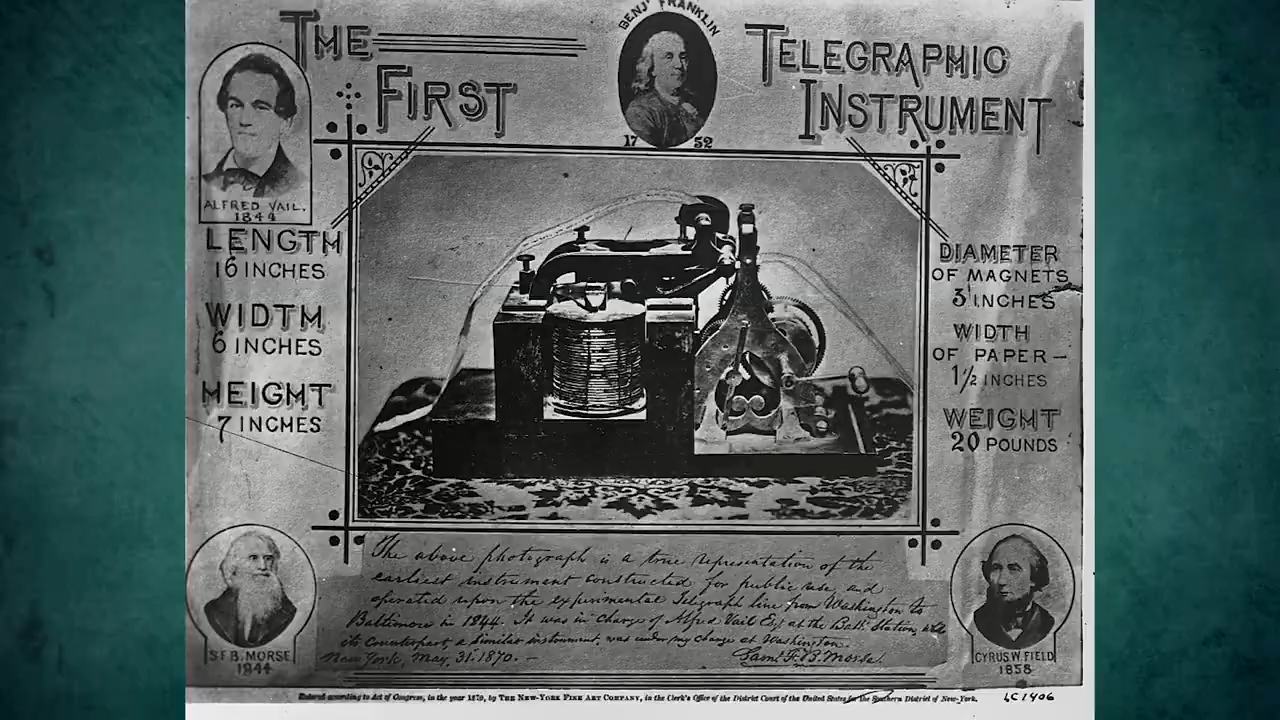 THE
FIRST
BENJ' FRANKLIN
1752
TELEGRAPHIC
INSTRUMENT
ALFRED VAIL.
1844
LENGTH
16 INCHES
WIDTH
6 INCHES
HEIGHT
7 INCHES
DIAMETER
OF MAGNETS
3 INCHES
WIDTH
OF PAPER—
1½ INCHES
WEIGHT
20 POUNDS
The above photograph is a true representation of the
earliest instrument constructed for public use and
operated upon the experimental Telegraph line from Washington to
Baltimore in 1844. It was in charge of Alfred Vail Esq at the Balt. Station, and
its Counterpart, a similar instrument, was under my charge at Washington.
New York, May, 31. 1870. — Saml. F. B. Morse.
S.F.B. MORSE
1844
CYRUS W. FIELD
1858
Entered according to Act of Congress, in the year 1870, by THE NEW-YORK FINE ART COMPANY, in the Clerk's Office of the District Court of the United States for the Southern District of New-York.
LC1406